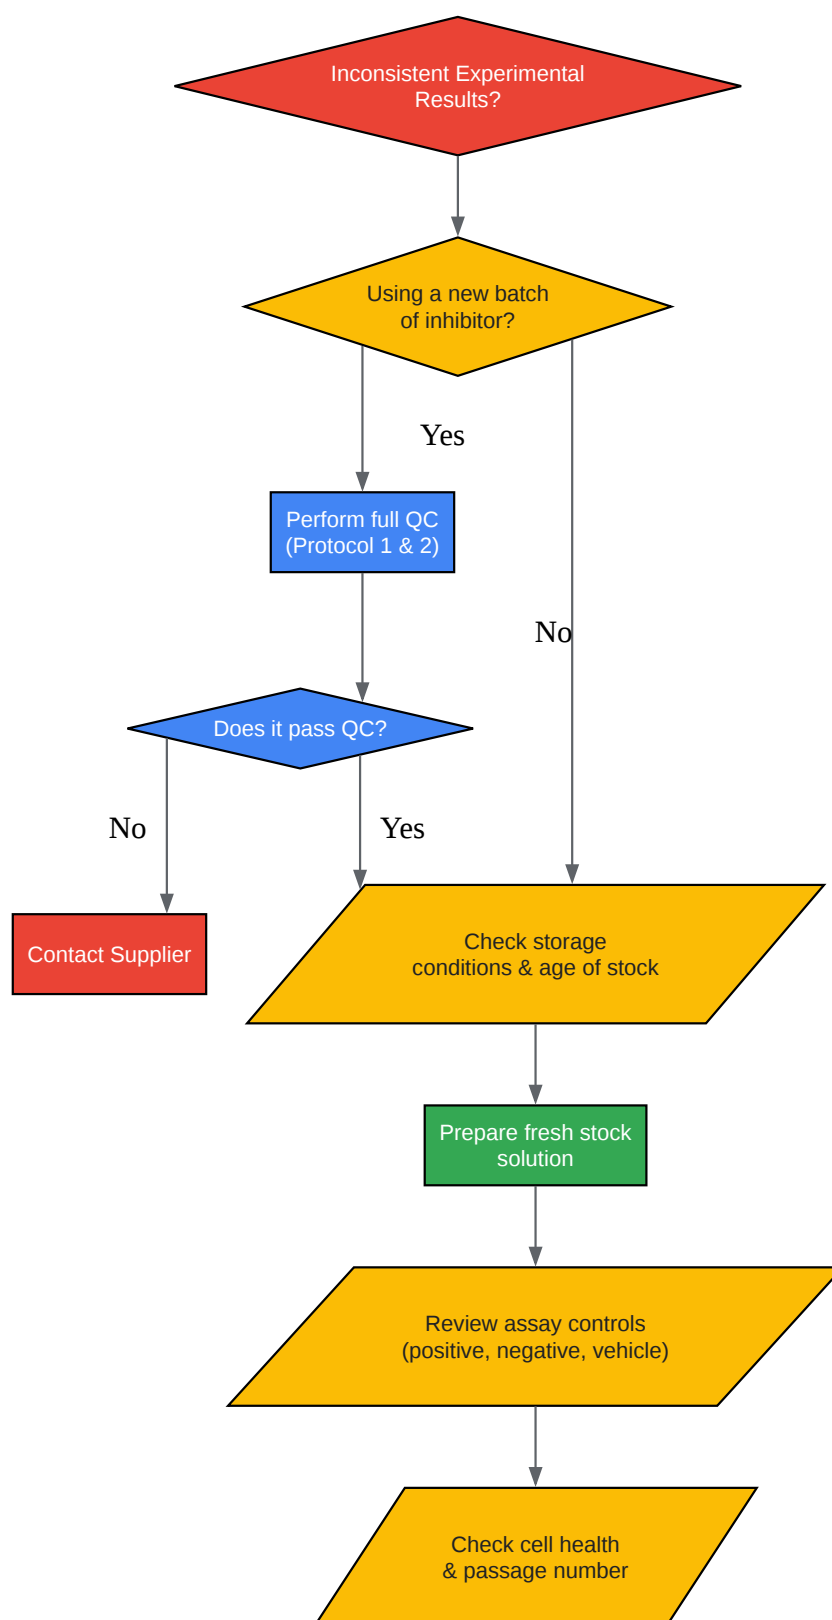 Inconsistent Experimental
Results?
Using a new batch
of inhibitor?
Yes
Perform full QC
(Protocol 1 & 2)
No
Does it pass QC?
No
Yes
Contact Supplier
Check storage
conditions & age of stock
Prepare fresh stock
solution
Review assay controls
(positive, negative, vehicle)
Check cell health
& passage number